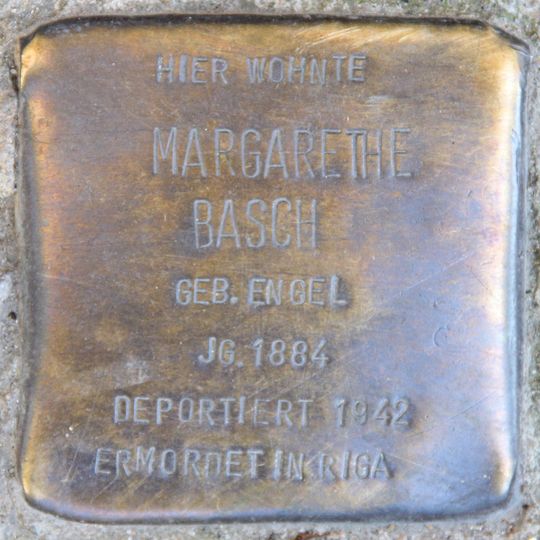 HIER WOHNTE
MARGARETHE
BASCH
GEB. ENGEL
JG. 1884
DEPORTIERT 1942
ERMORDET IN RIGA